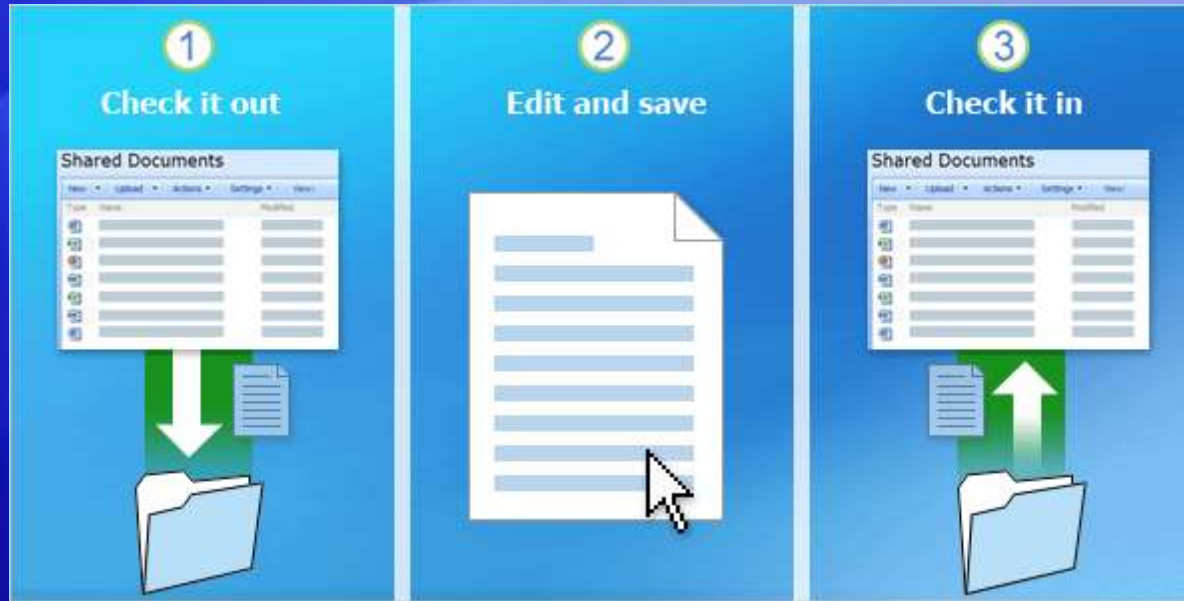 1
Check it out
Shared Documents
New Upload Actions Settings View:
Type Name Modified
2
Edit and save
3
Check it in
Shared Documents
New Upload Actions Settings View:
Type Name Modified